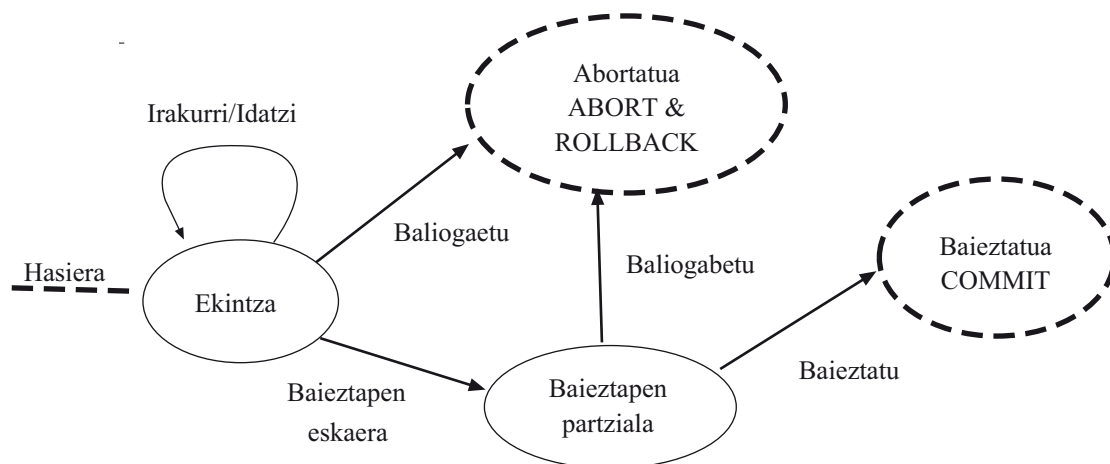 Abortatua
ABORT &
ROLLBACK
Irakurri/Idatzi
Baliogaetu
Baieztatua
COMMIT
Hasiera
Baliogabetu
Ekintza
Baieztatu
Baieztapen
eskaera
Baieztapen
partziala